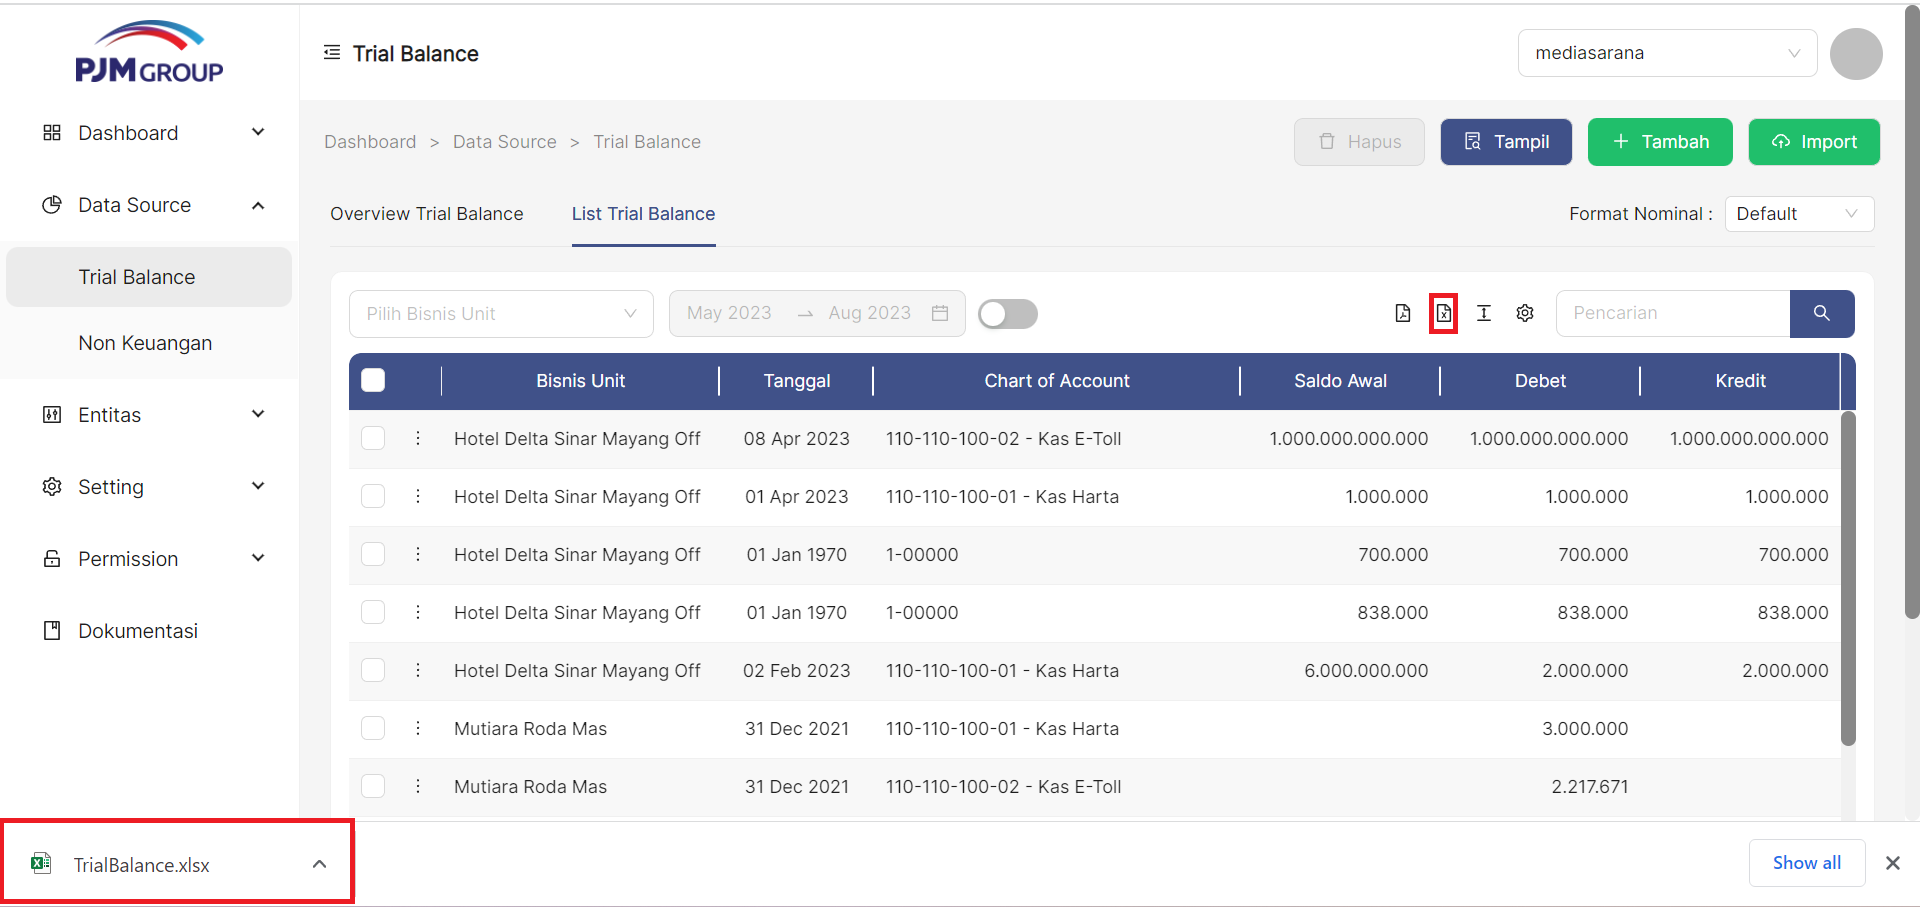 PJM GROUP
Trial Balance
mediasarana
Dashboard
Data Source
Trial Balance
Non Keuangan
Entitas
Setting
Permission
Dokumentasi
Dashboard > Data Source > Trial Balance
Hapus
Tampil
+ Tambah
Import
Overview Trial Balance
List Trial Balance
Format Nominal :
Default
Pilih Bisnis Unit
May 2023 → Aug 2023
Pencarian
Bisnis Unit Tanggal Chart of Account Saldo Awal Debet Kredit
Hotel Delta Sinar Mayang Off 08 Apr 2023 110-110-100-02 - Kas E-Toll 1.000.000.000.000 1.000.000.000.000 1.000.000.000.000
Hotel Delta Sinar Mayang Off 01 Apr 2023 110-110-100-01 - Kas Harta 1.000.000 1.000.000 1.000.000
Hotel Delta Sinar Mayang Off 01 Jan 1970 1-00000 700.000 700.000 700.000
Hotel Delta Sinar Mayang Off 01 Jan 1970 1-00000 838.000 838.000 838.000
Hotel Delta Sinar Mayang Off 02 Feb 2023 110-110-100-01 - Kas Harta 6.000.000.000 2.000.000 2.000.000
Mutiara Roda Mas 31 Dec 2021 110-110-100-01 - Kas Harta 3.000.000
Mutiara Roda Mas 31 Dec 2021 110-110-100-02 - Kas E-Toll 2.217.671
TrialBalance.xlsx
Show all